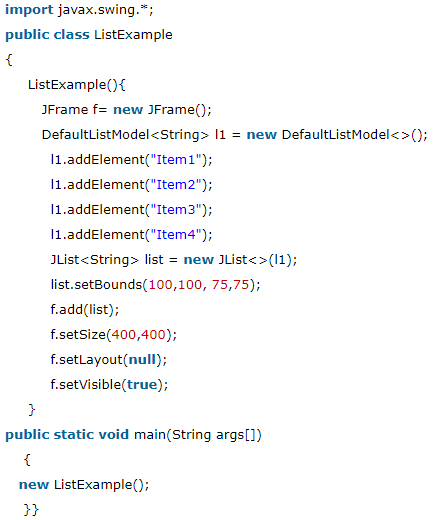 import javax.swing.*;
public class ListExample
{
ListExample(){
JFrame f= new JFrame();
DefaultListModel<String> l1 = new DefaultListModel<>();
l1.addElement("Item1");
l1.addElement("Item2");
l1.addElement("Item3");
l1.addElement("Item4");
JList<String> list = new JList<>(l1);
list.setBounds(100,100, 75,75);
f.add(list);
f.setSize(400,400);
f.setLayout(null);
f.setVisible(true);
}
public static void main(String args[])
{
new ListExample();
}}